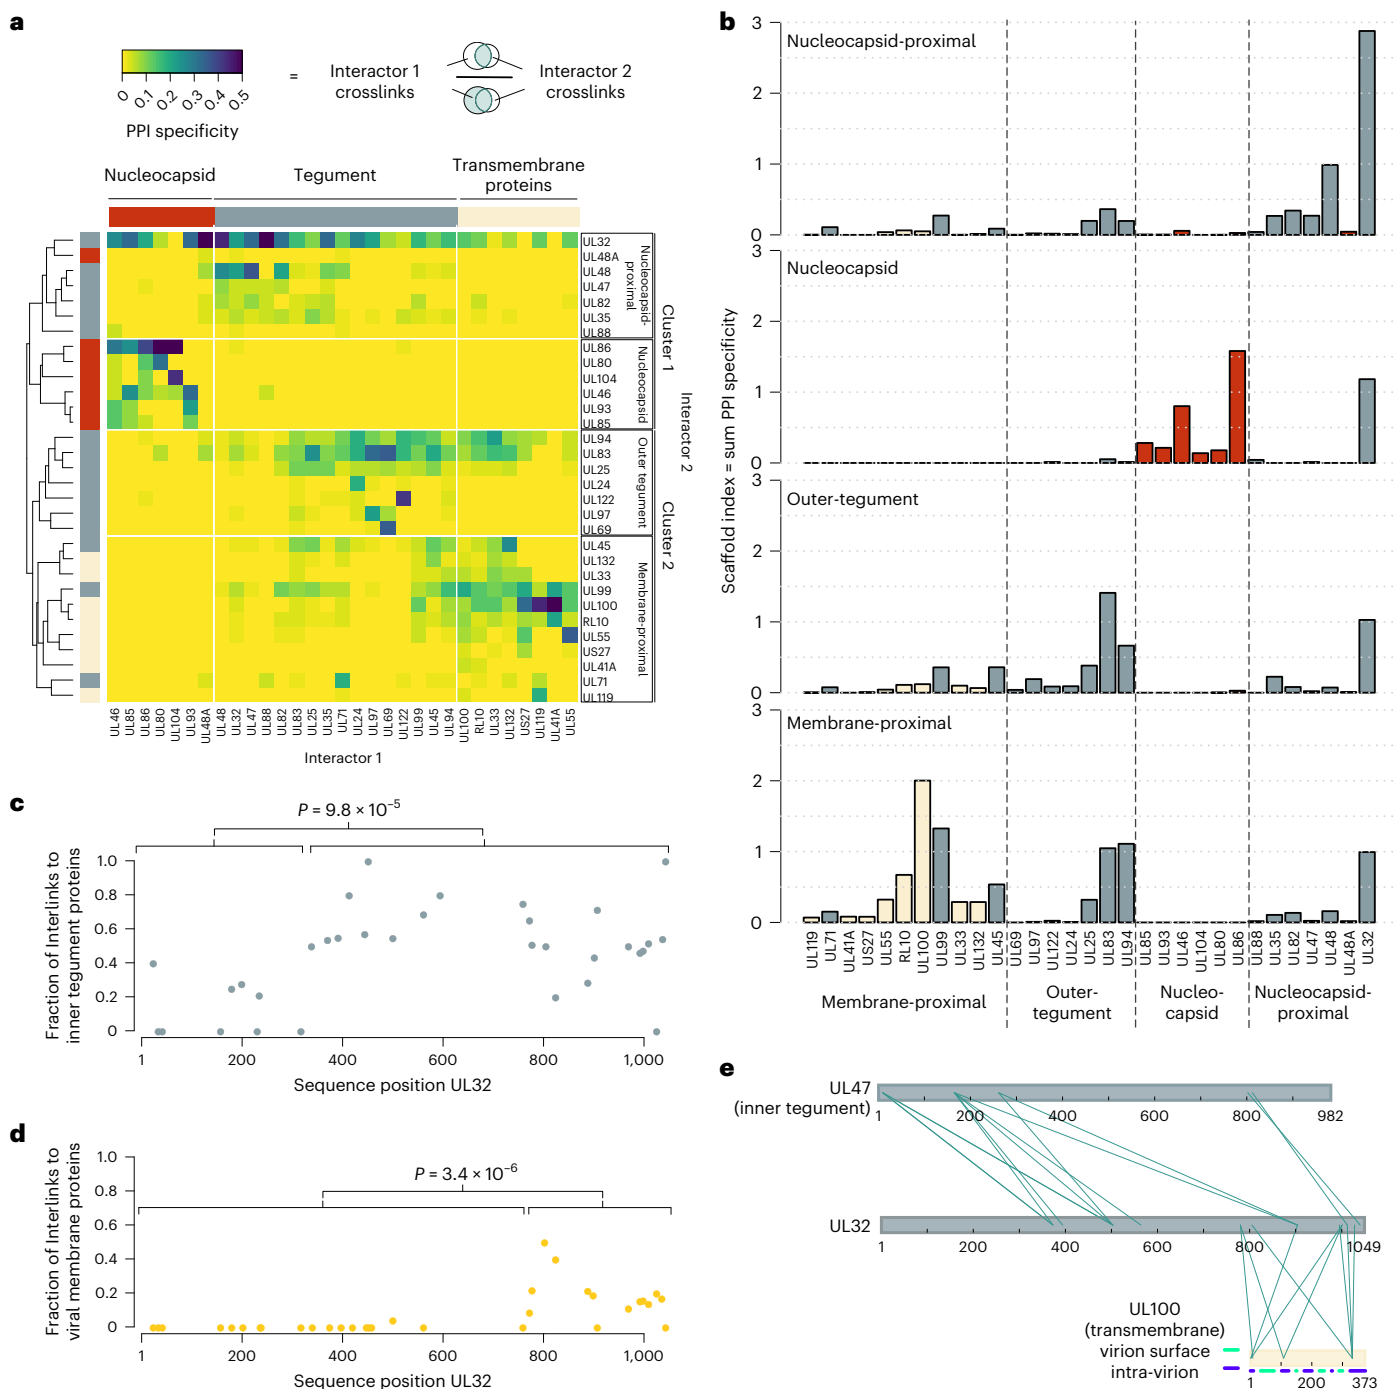 a
0
0.1
0.2
0.3
0.4
0.5
PPI specificity
=
Interactor 1
crosslinks
Interactor 2
crosslinks
Nucleocapsid
Tegument
Transmembrane
proteins
UL32
UL48A
UL48
UL47
UL82
UL35
UL88
UL86
UL80
UL104
UL46
UL93
UL85
UL94
UL83
UL25
UL24
UL122
UL97
UL69
UL45
UL132
UL33
UL99
UL100
RL10
UL55
US27
UL41A
UL71
UL119
Nucleocapsid-
proximal
Nucleocapsid
Outer tegument
Membrane-proximal
Cluster 1
Cluster 2
Interactor 2
UL46
UL85
UL86
UL80
UL104
UL93
UL48A
UL48
UL32
UL47
UL88
UL82
UL83
UL25
UL35
UL71
UL24
UL97
UL69
UL122
UL99
UL45
UL94
UL100
RL10
UL33
UL132
US27
UL119
UL41A
UL55
Interactor 1
b
Scaffold index = sum PPI specificity
3
2
1
0
Nucleocapsid-proximal
3
2
1
0
Nucleocapsid
3
2
1
0
Outer-tegument
3
2
1
0
Membrane-proximal
UL119
UL71
UL41A
US27
UL55
RL10
UL100
UL99
UL33
UL132
UL45
UL69
UL97
UL122
UL24
UL25
UL83
UL94
UL85
UL93
UL46
UL104
UL80
UL86
UL88
UL35
UL82
UL47
UL48
UL48A
UL32
Membrane-proximal
Outer-
tegument
Nucleo-
capsid
Nucleocapsid-
proximal
c
P = 9.8 × 10⁻⁵
Fraction of Interlinks to
inner tegument proteins
1.0
0.8
0.6
0.4
0.2
0
1
200
400
600
800
1,000
Sequence position UL32
d
P = 3.4 × 10⁻⁶
Fraction of Interlinks to
viral membrane proteins
1.0
0.8
0.6
0.4
0.2
0
1
200
400
600
800
1,000
Sequence position UL32
e
UL47
(inner tegument)
1
200
400
600
800
982
UL32
1
200
400
600
800
1049
UL100
(transmembrane)
virion surface
intra-virion
1
200
373